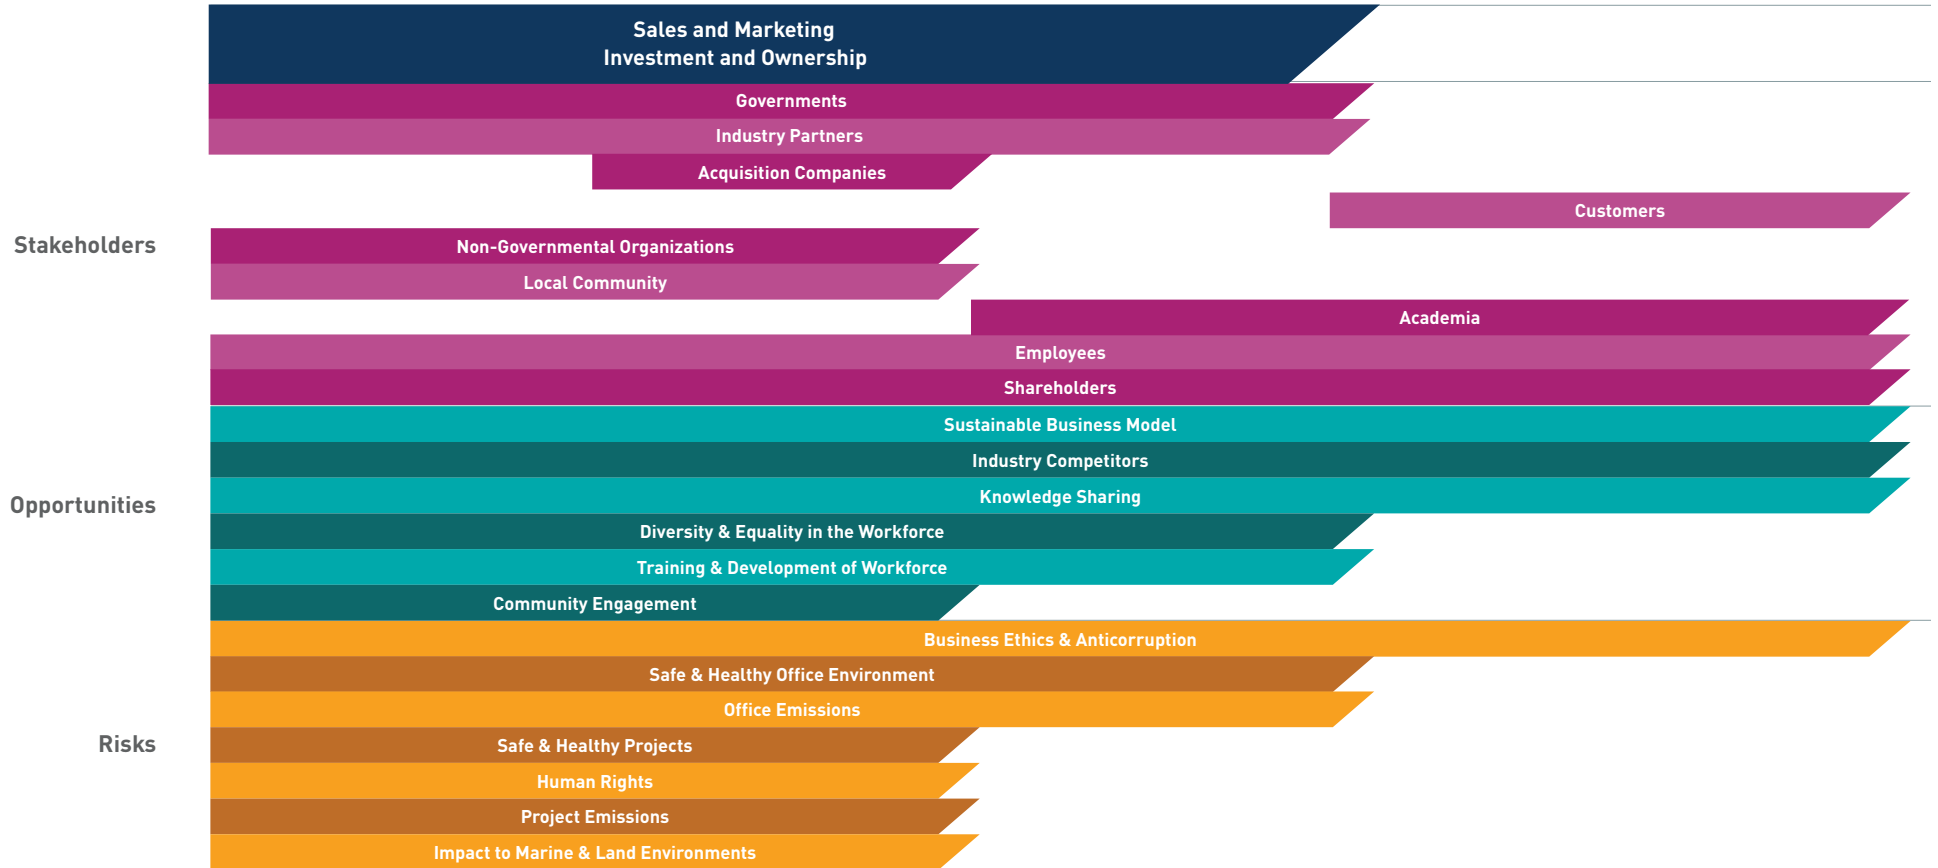 Sales and Marketing
Investment and Ownership
Governments
Industry Partners
Acquisition Companies
Customers
Stakeholders
Non-Governmental Organizations
Local Community
Academia
Employees
Shareholders
Sustainable Business Model
Industry Competitors
Knowledge Sharing
Opportunities
Diversity & Equality in the Workforce
Training & Development of Workforce
Community Engagement
Business Ethics & Anticorruption
Safe & Healthy Office Environment
Office Emissions
Risks
Safe & Healthy Projects
Human Rights
Project Emissions
Impact to Marine & Land Environments